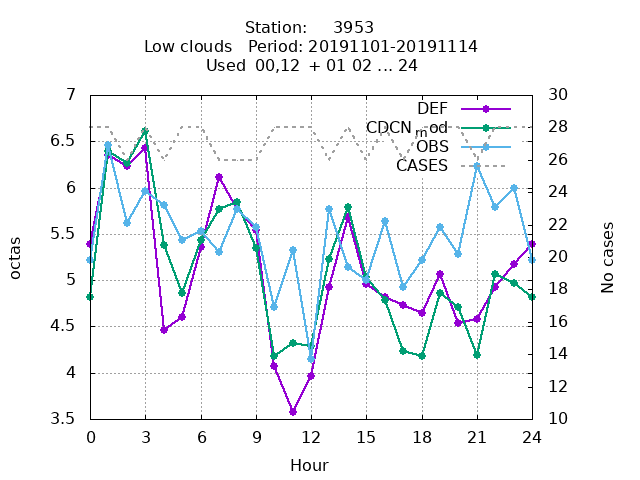 Station: 3953
Low clouds Period: 20191101-20191114
Used 00,12 + 01 02 ... 24
7 30
DEF
CDCN_mod 28
6.5
OBS
CASES 26
6 24
5.5 22
20
5 18
4.5 16
14
4 12
3.5 10
octas
No cases
0 3 6 9 12 15 18 21 24
Hour